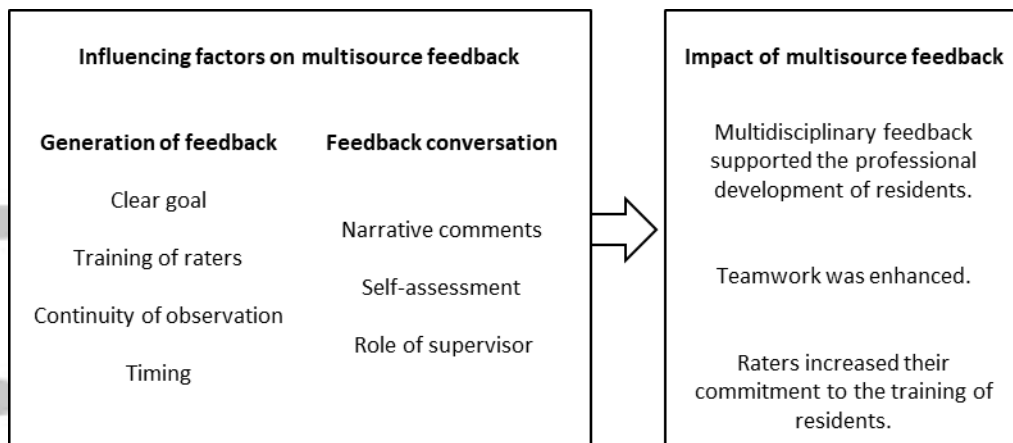 Influencing factors on multisource feedback
Generation of feedback
Clear goal
Training of raters
Continuity of observation
Timing
Feedback conversation
Narrative comments
Self-assessment
Role of supervisor
Impact of multisource feedback
Multidisciplinary feedback
supported the professional
development of residents.
Teamwork was enhanced.
Raters increased their
commitment to the training of
residents.